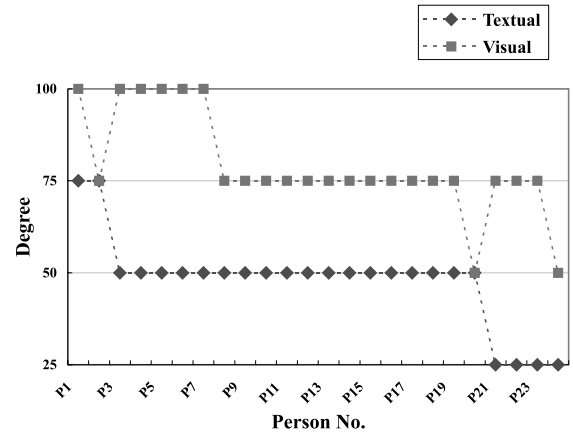 Textual
Visual
100
75
50
25
Degree
P1
P3
P5
P7
P9
P11
P13
P15
P17
P19
P21
P23
Person No.